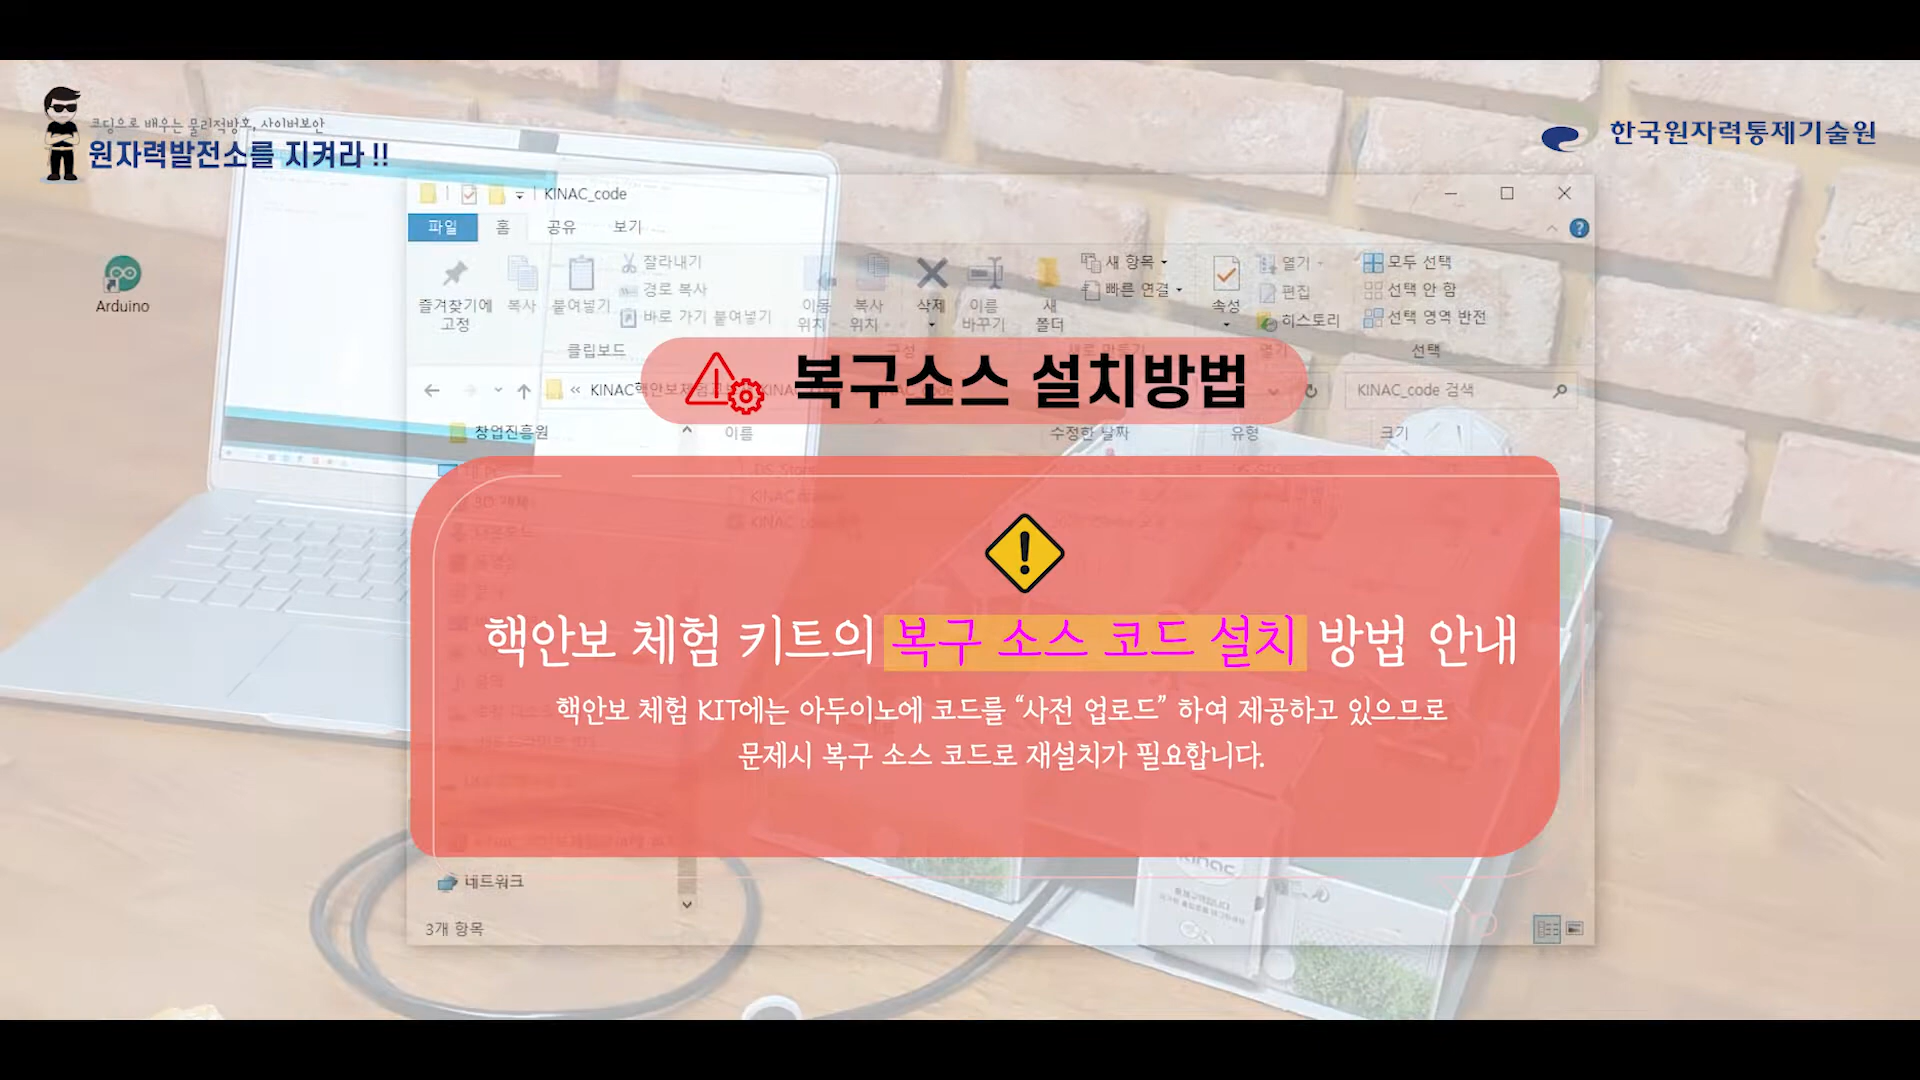 코딩으로 배우는 물리적방호, 사이버보안
원자력발전소를 지켜라 !!
한국원자력통제기술원
Arduino
KINAC_code
파일 홈 공유 보기
즐겨찾기에 고정
복사
붙여넣기
잘라내기
경로 복사
바로 가기 붙여넣기
클립보드
이동 위치
복사 위치
삭제
이름 바꾸기
새 폴더
새 항목
빠른 연결
속성
열기
편집
히스토리
열기
모두 선택
선택 안 함
선택 영역 반전
선택
복구소스 설치방법
KINAC_code 검색
창업진흥원
이름
수정한 날짜
유형
크기
핵안보 체험 키트의 복구 소스 코드 설치 방법 안내
핵안보 체험 KIT에는 아두이노에 코드를 “사전 업로드” 하여 제공하고 있으므로
문제시 복구 소스 코드로 재설치가 필요합니다.
네트워크
3개 항목
kinac